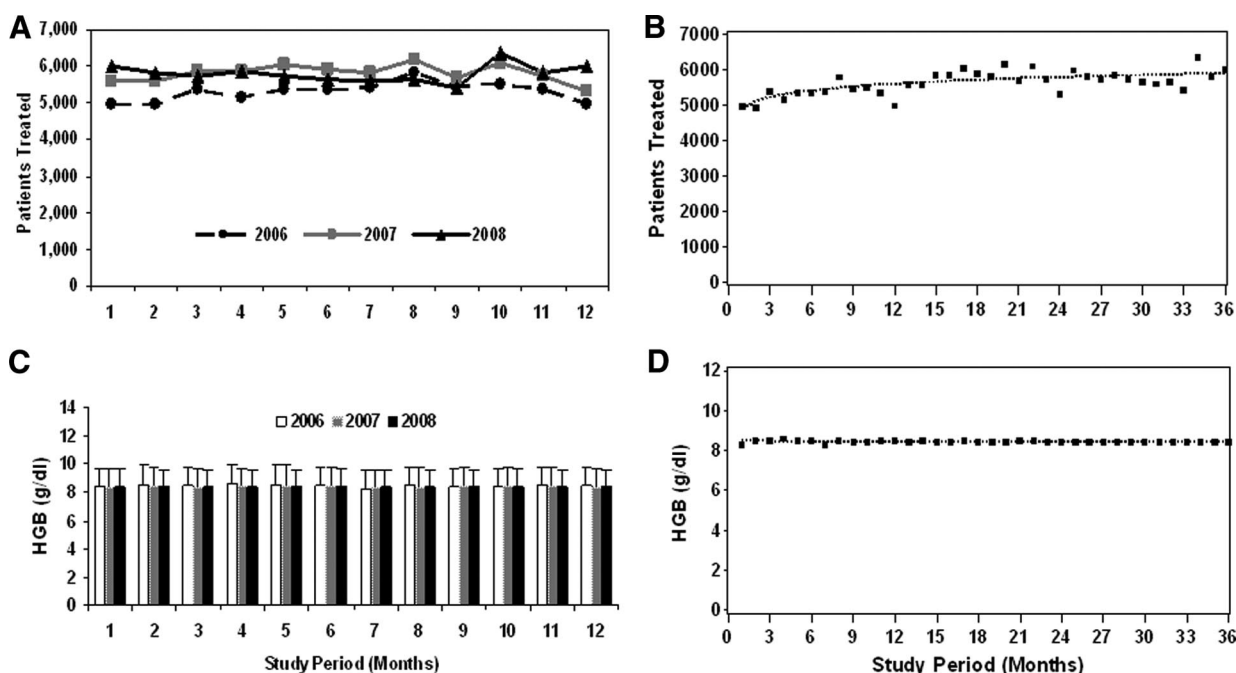 A
Patients Treated
7,000
6,000
5,000
4,000
3,000
2,000
1,000
0
2006 2007 2008
1 2 3 4 5 6 7 8 9 10 11 12
B
Patients Treated
7000
6000
5000
4000
3000
2000
1000
0
0 3 6 9 12 15 18 21 24 27 30 33 36
C
HGB (g/dl)
14
12
10
8
6
4
2
0
2006 2007 2008
1 2 3 4 5 6 7 8 9 10 11 12
Study Period (Months)
D
HGB (g/dl)
12
10
8
6
4
2
0
0 3 6 9 12 15 18 21 24 27 30 33 36
Study Period (Months)